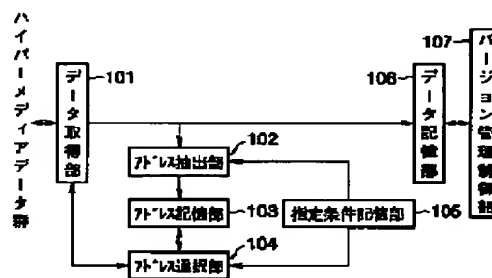 ハイパーメディアデータ群
データ取得部
101
アドレス抽出部
102
アドレス記憶部
103
アドレス選択部
104
指定条件記憶部
105
データ記憶部
106
バージョン管理制御部
107